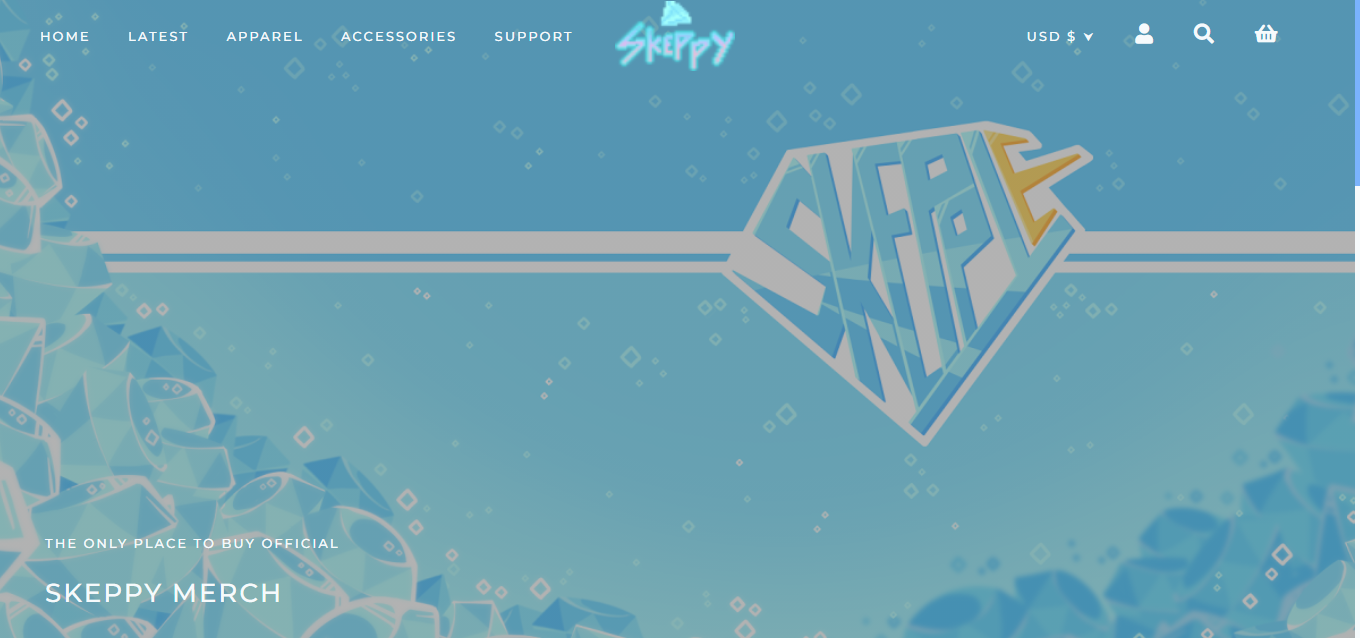 HOME LATEST APPAREL ACCESSORIES SUPPORT SKEPPY USD $
SKEPPY
THE ONLY PLACE TO BUY OFFICIAL
SKEPPY MERCH